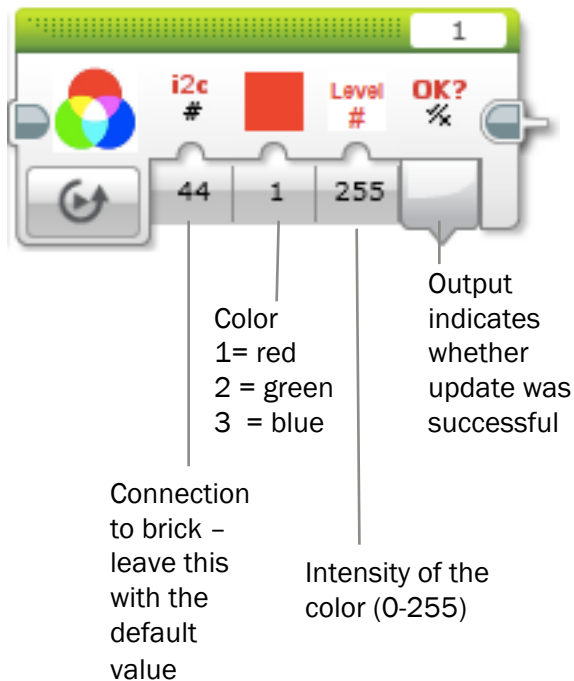 1
i2c
#
Level
#
OK?
44
1
255
Color
1= red
2 = green
3 = blue
Output
indicates
whether
update was
successful
Connection
to brick –
leave this
with the
default
value
Intensity of the
color (0-255)